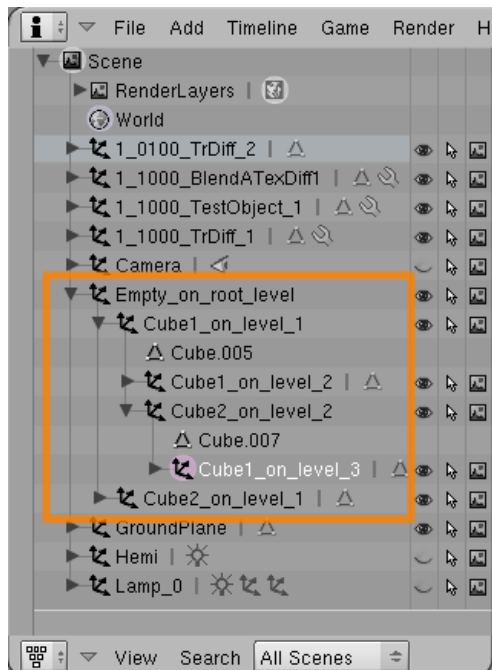 File Add Timeline Game Render H
Scene
RenderLayers |
World
1_0100_TrDiff_2 |
1_1000_BlendATexDiff1 |
1_1000_TestObject_1 |
1_1000_TrDiff_1 |
Camera |
Empty_on_root_level
Cube1_on_level_1
Cube.005
Cube1_on_level_2 |
Cube2_on_level_2
Cube.007
Cube1_on_level_3 |
Cube2_on_level_1 |
GroundPlane |
Hemi |
Lamp_0 |
View Search All Scenes